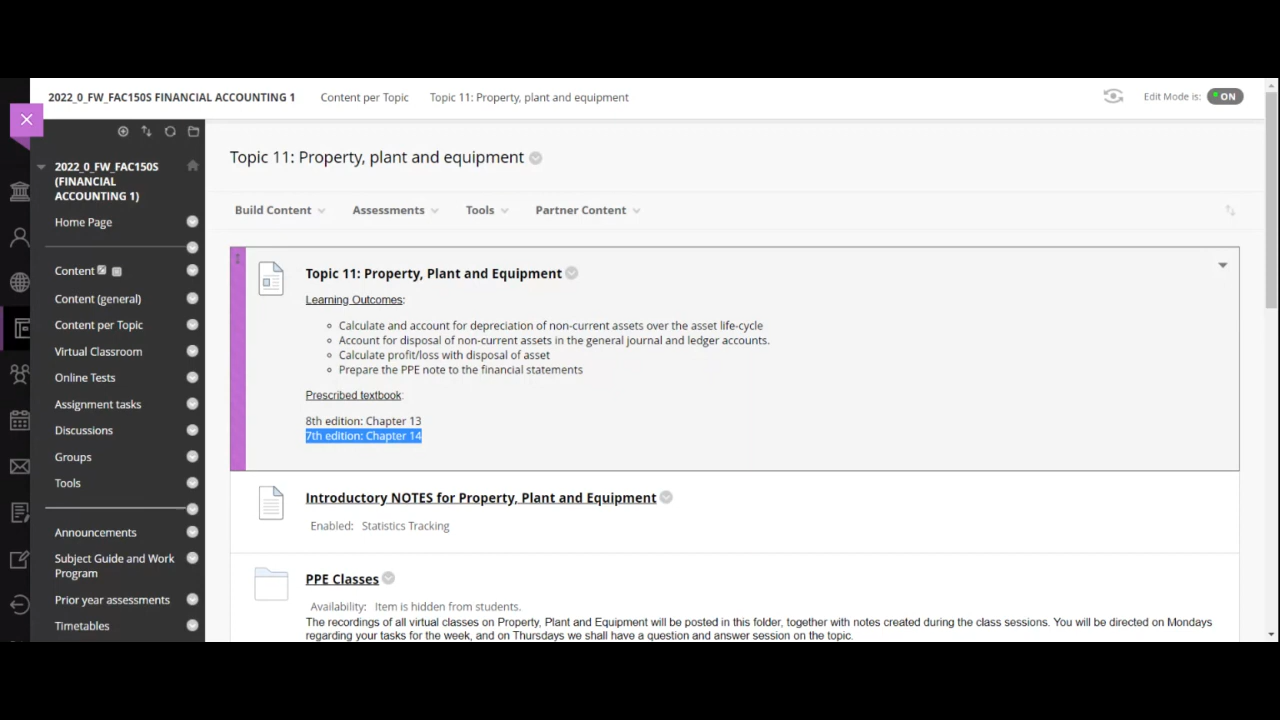 2022_0_FW_FAC150S FINANCIAL ACCOUNTING 1
Content per Topic
Topic 11: Property, plant and equipment
Edit Mode is:
ON
2022_0_FW_FAC150S
(FINANCIAL
ACCOUNTING 1)
Home Page
Content
Content (general)
Content per Topic
Virtual Classroom
Online Tests
Assignment tasks
Discussions
Groups
Tools
Announcements
Subject Guide and Work
Program
Prior year assessments
Timetables
Topic 11: Property, plant and equipment
Build Content
Assessments
Tools
Partner Content
Topic 11: Property, Plant and Equipment
Learning Outcomes:
Calculate and account for depreciation of non-current assets over the asset life-cycle
Account for disposal of non-current assets in the general journal and ledger accounts.
Calculate profit/loss with disposal of asset
Prepare the PPE note to the financial statements
Prescribed textbook:
8th edition: Chapter 13
7th edition: Chapter 14
Introductory NOTES for Property, Plant and Equipment
Enabled: Statistics Tracking
PPE Classes
Availability: Item is hidden from students.
The recordings of all virtual classes on Property, Plant and Equipment will be posted in this folder, together with notes created during the class sessions. You will be directed on Mondays
regarding your tasks for the week, and on Thursdays we shall have a question and answer session on the topic.